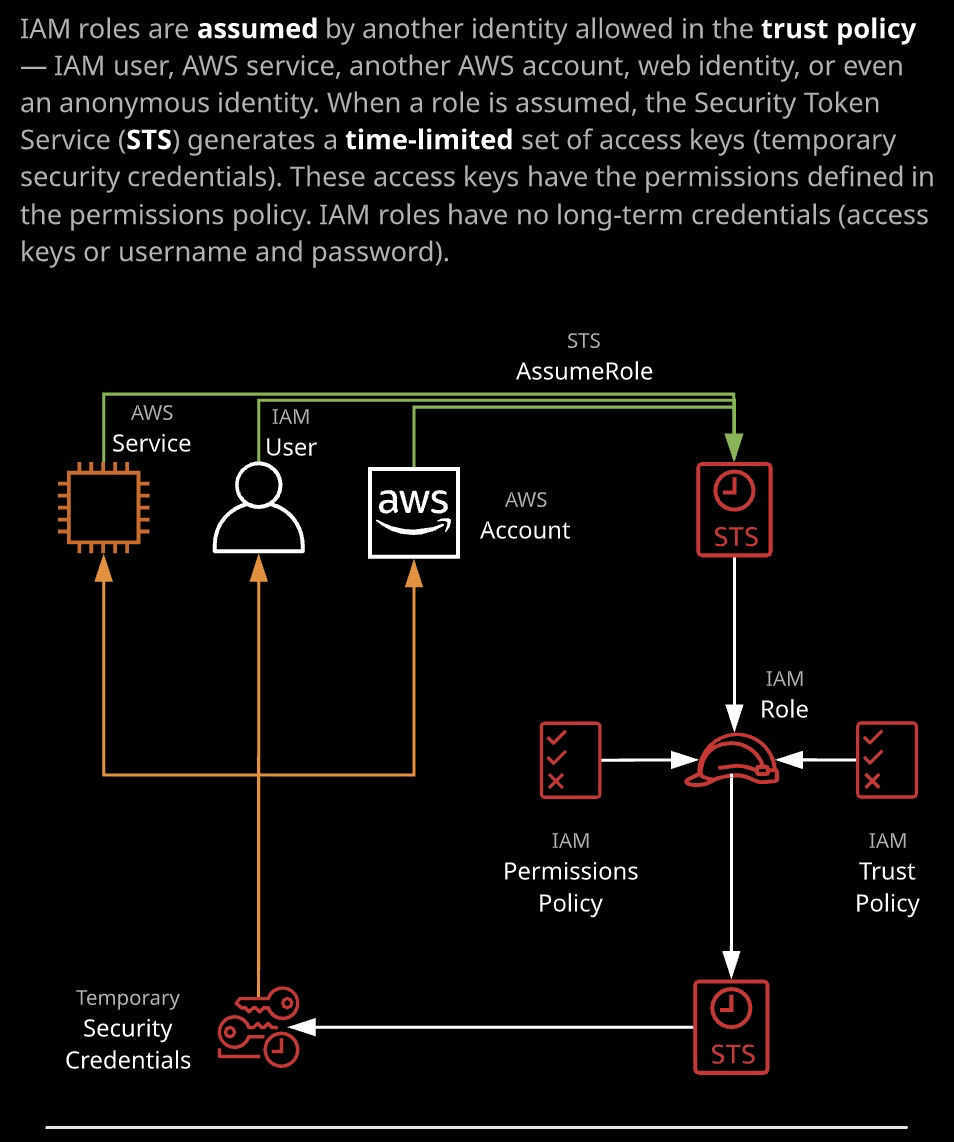 IAM roles are assumed by another identity allowed in the trust policy
— IAM user, AWS service, another AWS account, web identity, or even
an anonymous identity. When a role is assumed, the Security Token
Service (STS) generates a time-limited set of access keys (temporary
security credentials). These access keys have the permissions defined in
the permissions policy. IAM roles have no long-term credentials (access
keys or username and password).
STS
AssumeRole
AWS
Service
IAM
User
aws
AWS
Account
STS
IAM
Role
IAM
Permissions
Policy
IAM
Trust
Policy
Temporary
Security
Credentials
STS